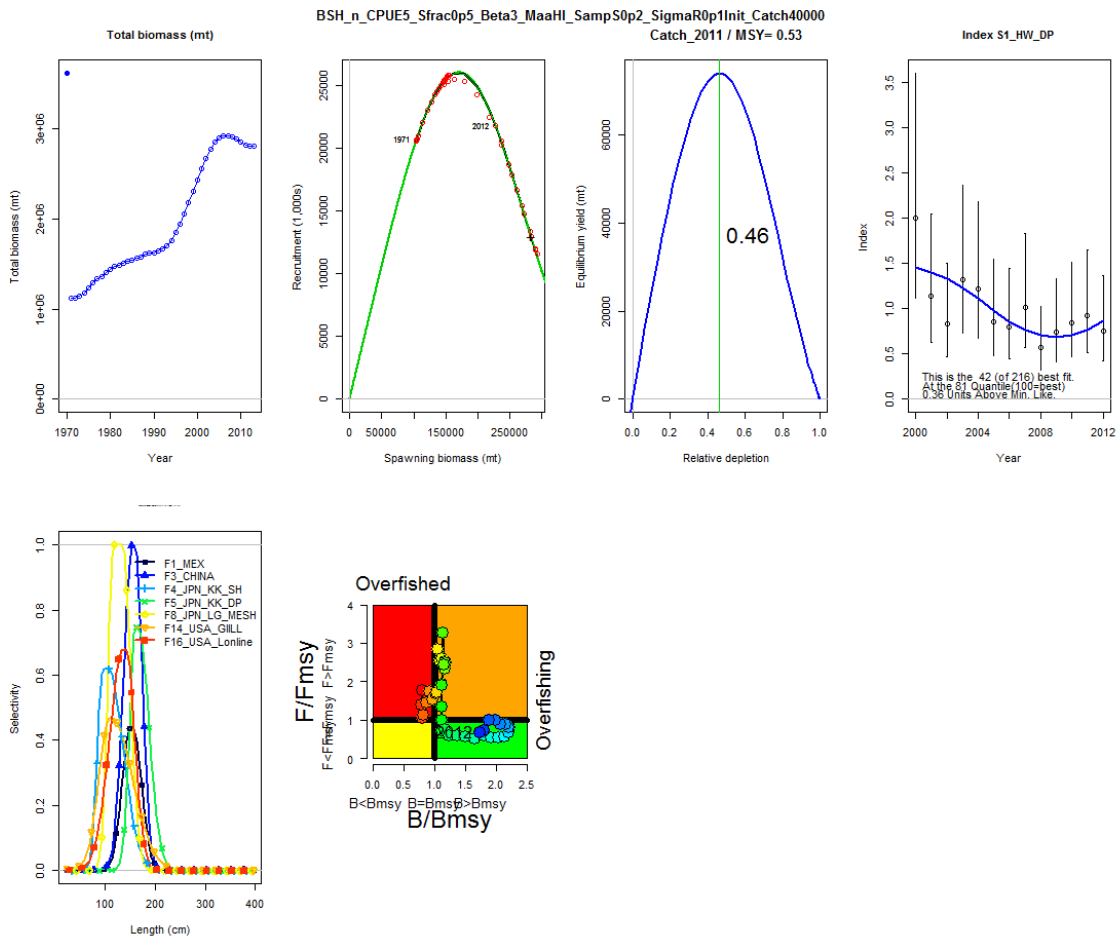 BSH_n_CPUE5_Sfrac0p5_Beta3_MaaHI_SampS0p2_SigmaR0p1Init_Catch40000
Total biomass (mt)
Total biomass (mt)
0e+00
1e+06
2e+06
3e+06
1970
1980
1990
2000
2010
Year
Recruitment (1,000s)
0
5000
10000
15000
20000
25000
1971
2012
0
50000
150000
250000
Spawning biomass (mt)
Catch_2011 / MSY= 0.53
Equilibrium yield (mt)
0
20000
40000
60000
0.46
0.0
0.2
0.4
0.6
0.8
1.0
Relative depletion
Index S1_HW_DP
Index
0.0
0.5
1.0
1.5
2.0
2.5
3.0
3.5
This is the 42 (of 216) best fit.
At the 81 Quantile(100=best)
0.36 Units Above Min. Like.
2000
2004
2008
2012
Year
Selectivity
0.0
0.2
0.4
0.6
0.8
1.0
F1_MEX
F3_CHINA
F4_JPN_KK_SH
F5_JPN_KK_DP
F8_JPN_LG_MESH
F14_USA_GIILL
F16_USA_Lonline
100
200
300
400
Length (cm)
Overfished
F/Fmsy
F>Fmsy
0
1
2
3
4
2012
Overfishing
0.0
0.5
1.0
1.5
2.0
2.5
B<Bmsy
B=Bmsy
B>Bmsy
B/Bmsy